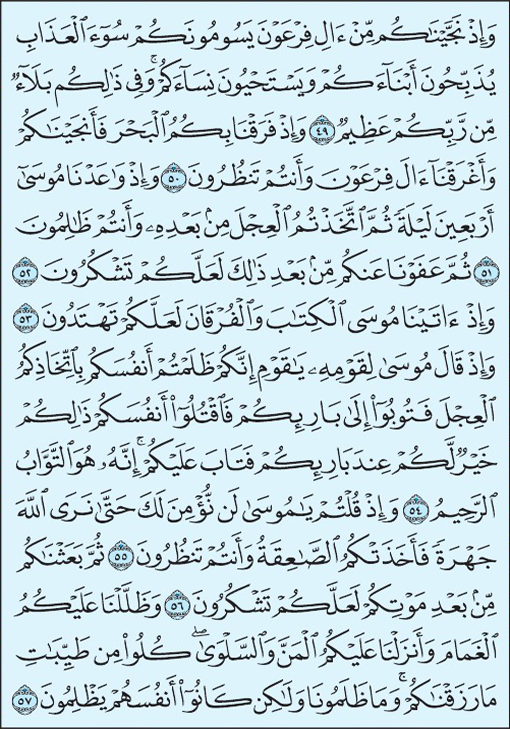 وَإِذْ نَجَّيْنَٰكُم مِّنْ ءَالِ فِرْعَوْنَ يَسُومُونَكُمْ سُوٓءَ ٱلْعَذَابِ
يُذَبِّحُونَ أَبْنَآءَكُمْ وَيَسْتَحْيُونَ نِسَآءَكُمْ ۚ وَفِى ذَٰلِكُم بَلَآءٌ
مِّن رَّبِّكُمْ عَظِيمٌ ٤٩ وَإِذْ فَرَقْنَا بِكُمُ ٱلْبَحْرَ فَأَنجَيْنَٰكُمْ
وَأَغْرَقْنَآ ءَالَ فِرْعَوْنَ وَأَنتُمْ تَنظُرُونَ ٥٠ وَإِذْ وَٰعَدْنَا مُوسَىٰٓ
أَرْبَعِينَ لَيْلَةً ثُمَّ ٱتَّخَذْتُمُ ٱلْعِجْلَ مِنۢ بَعْدِهِۦ وَأَنتُمْ ظَٰلِمُونَ
٥١ ثُمَّ عَفَوْنَا عَنكُم مِّنۢ بَعْدِ ذَٰلِكَ لَعَلَّكُمْ تَشْكُرُونَ ٥٢
وَإِذْ ءَاتَيْنَا مُوسَى ٱلْكِتَٰبَ وَٱلْفُرْقَانَ لَعَلَّكُمْ تَهْتَدُونَ ٥٣
وَإِذْ قَالَ مُوسَىٰ لِقَوْمِهِۦ يَٰقَوْمِ إِنَّكُمْ ظَلَمْتُمْ أَنفُسَكُم بِٱتِّخَاذِكُمُ
ٱلْعِجْلَ فَتُوبُوٓا۟ إِلَىٰ بَارِئِكُمْ فَٱقْتُلُوٓا۟ أَنفُسَكُمْ ذَٰلِكُمْ
خَيْرٌ لَّكُمْ عِندَ بَارِئِكُمْ فَتَابَ عَلَيْكُمْ ۚ إِنَّهُۥ هُوَ ٱلتَّوَّابُ
ٱلرَّحِيمُ ٥٤ وَإِذْ قُلْتُمْ يَٰمُوسَىٰ لَن نُّؤْمِنَ لَكَ حَتَّىٰ نَرَى ٱللَّهَ
جَهْرَةً فَأَخَذَتْكُمُ ٱلصَّٰعِقَةُ وَأَنتُمْ تَنظُرُونَ ٥٥ ثُمَّ بَعَثْنَٰكُم
مِّنۢ بَعْدِ مَوْتِكُمْ لَعَلَّكُمْ تَشْكُرُونَ ٥٦ وَظَلَّلْنَا عَلَيْكُمُ
ٱلْغَمَامَ وَأَنزَلْنَا عَلَيْكُمُ ٱلْمَنَّ وَٱلسَّلْوَىٰ ۖ كُلُوا۟ مِن طَيِّبَٰتِ
مَا رَزَقْنَٰكُمْ ۚ وَمَا ظَلَمُونَا وَلَٰكِن كَانُوٓا۟ أَنفُسَهُمْ يَظْلِمُونَ ٥٧